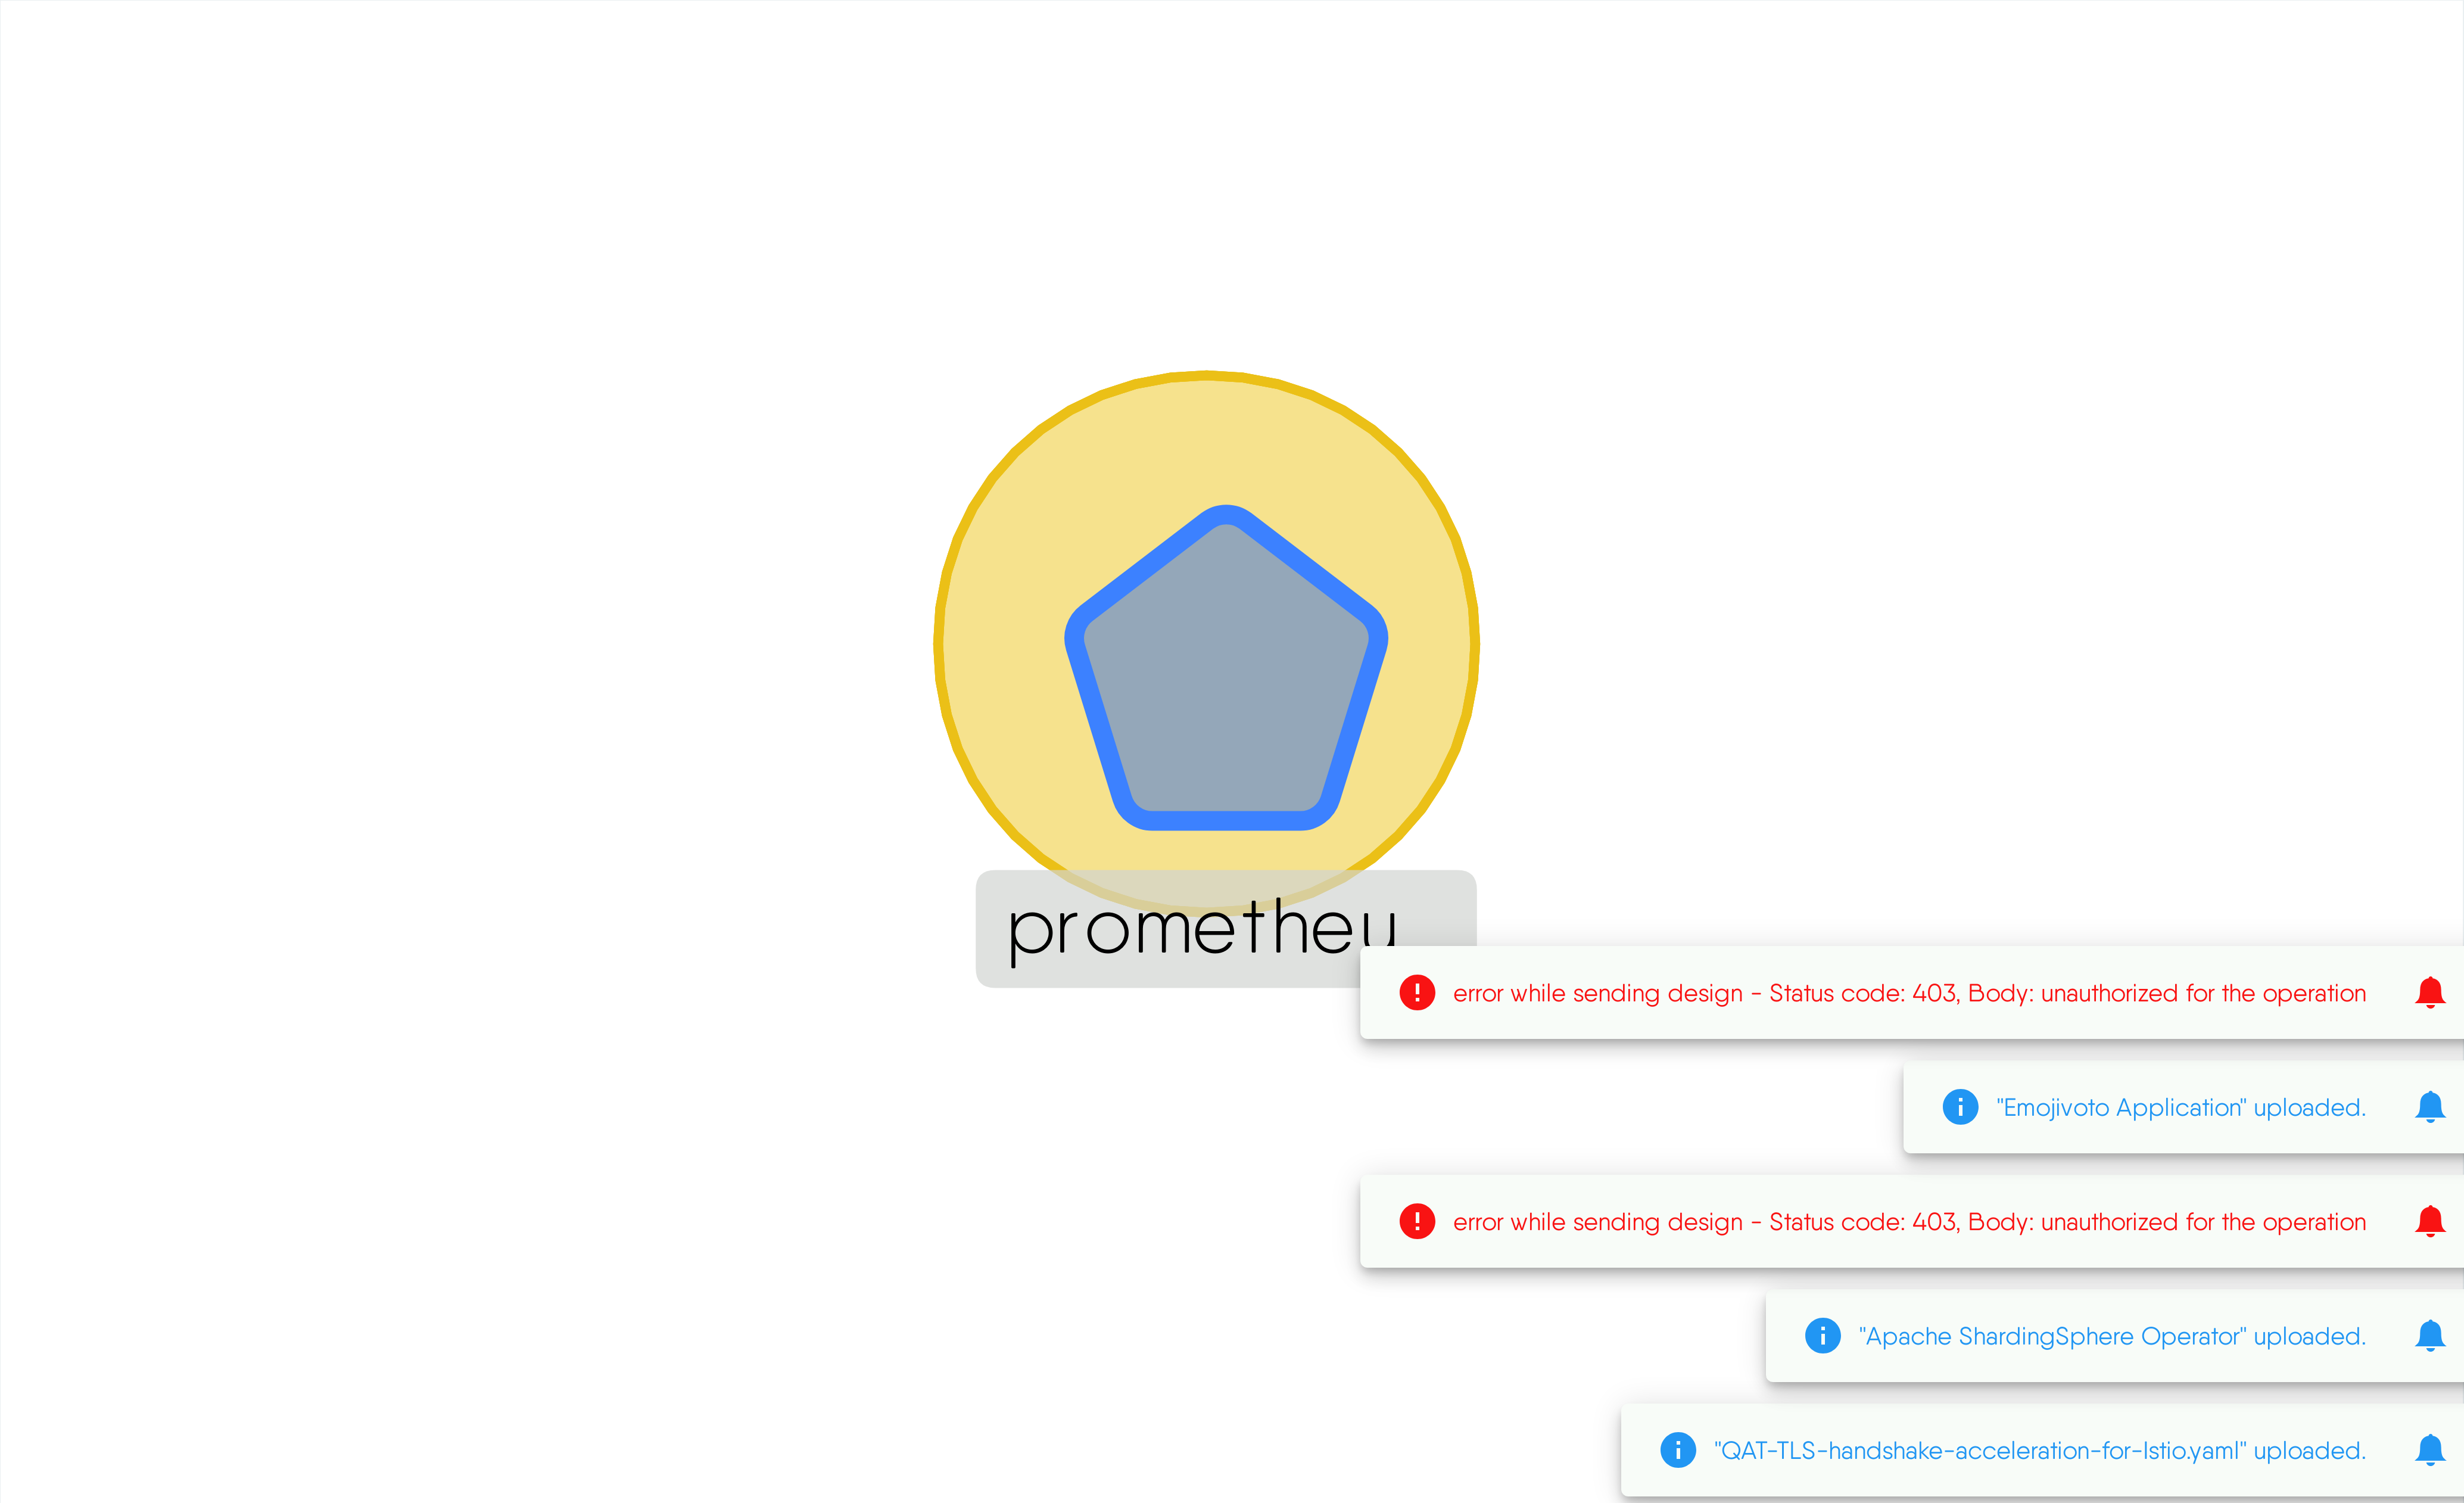 prometheu
error while sending design - Status code: 403, Body: unauthorized for the operation
"Emojivoto Application" uploaded.
error while sending design - Status code: 403, Body: unauthorized for the operation
"Apache ShardingSphere Operator" uploaded.
"QAT-TLS-handshake-acceleration-for-Istio.yaml" uploaded.